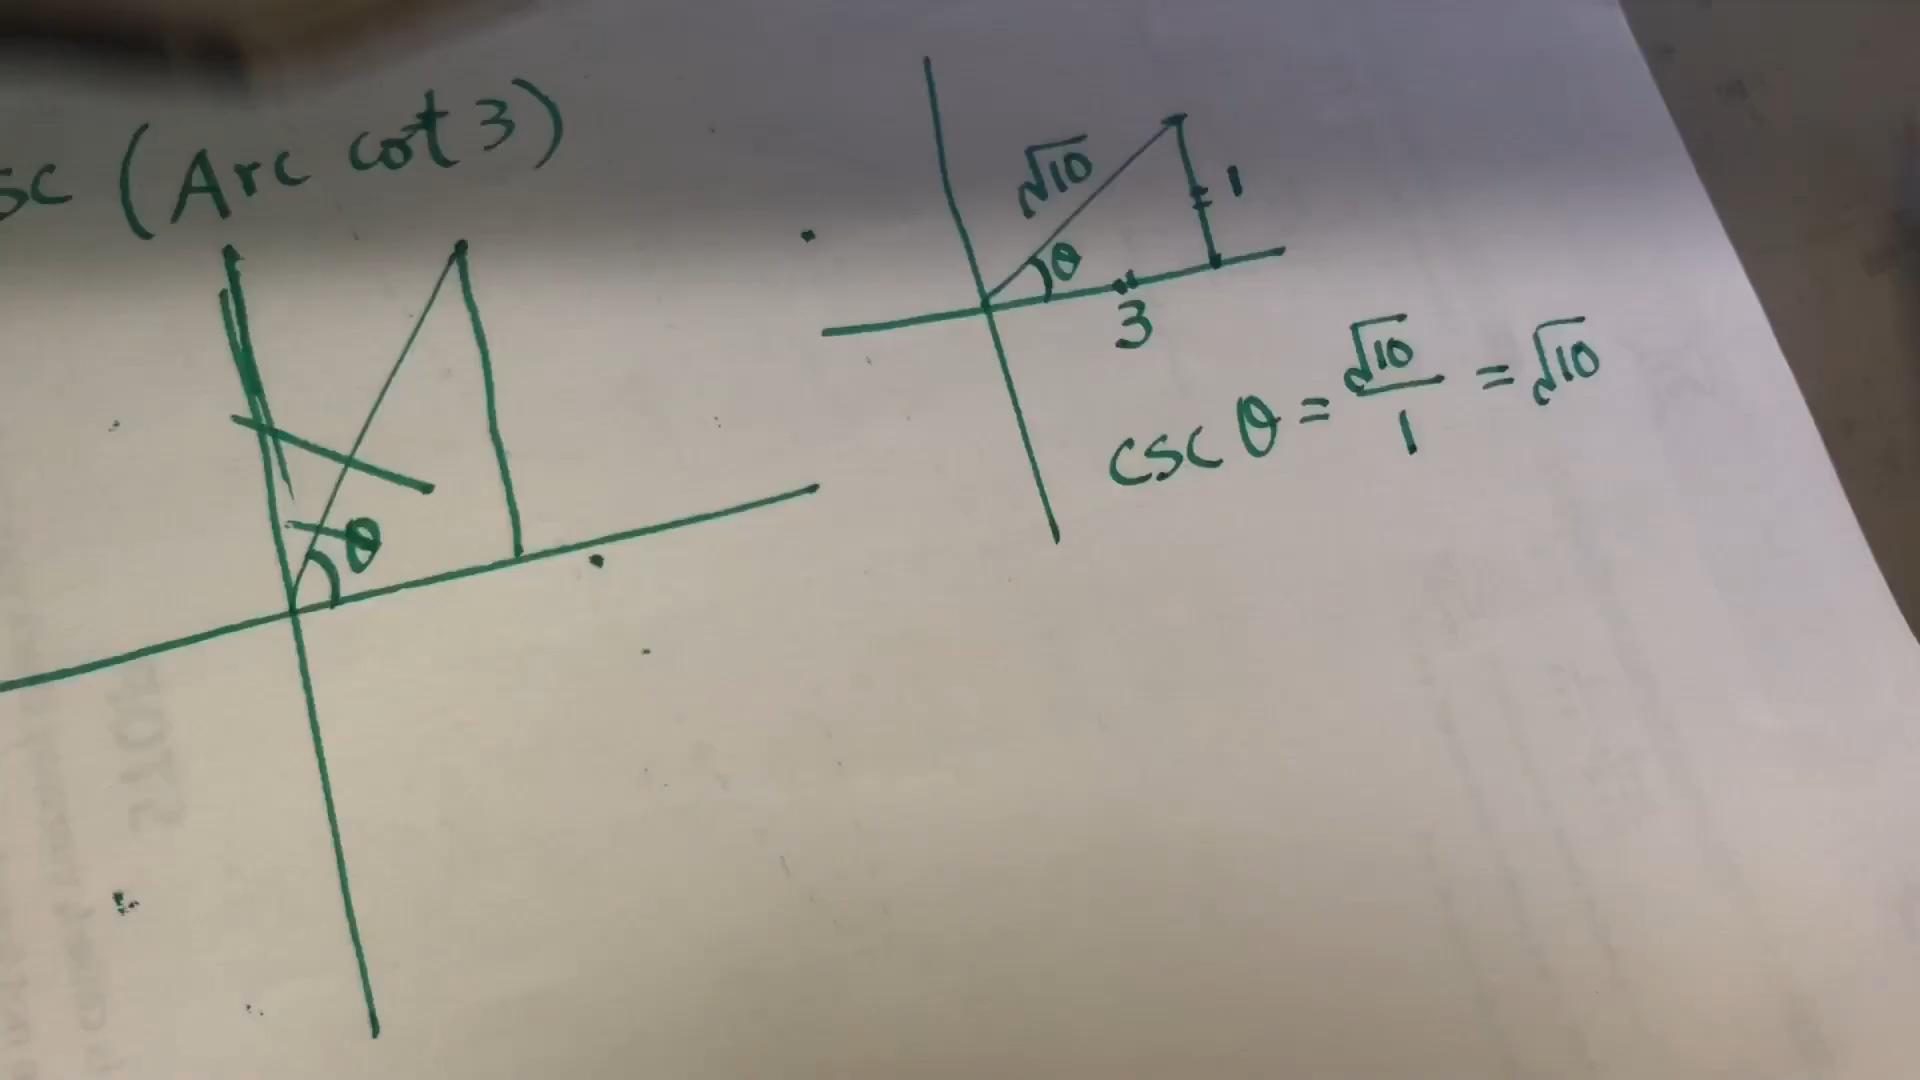 sc (Arc cot 3)
√10
1
θ
3
csc θ = √10/1 = √10
θ